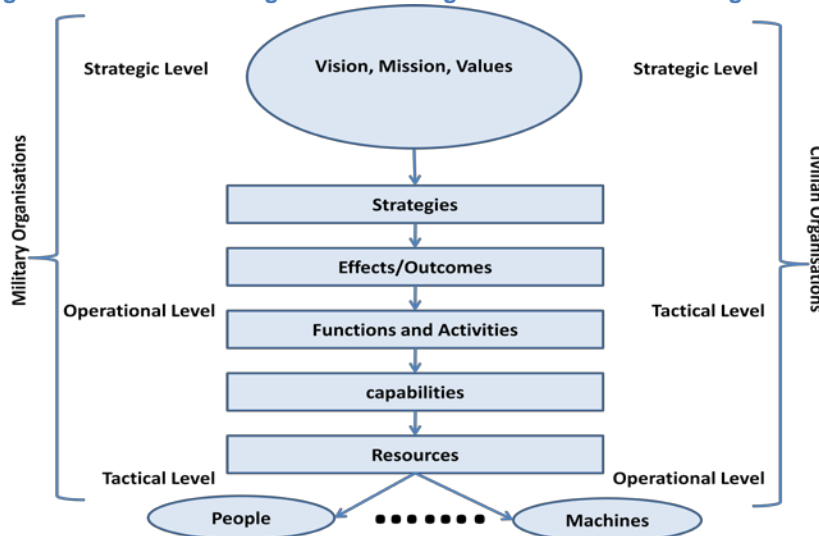 Strategic Level
Vision, Mission, Values
Strategic Level
Military Organisations
Civilian Organisations
Strategies
Effects/Outcomes
Operational Level
Functions and Activities
Tactical Level
capabilities
Resources
Tactical Level
Operational Level
People
Machines